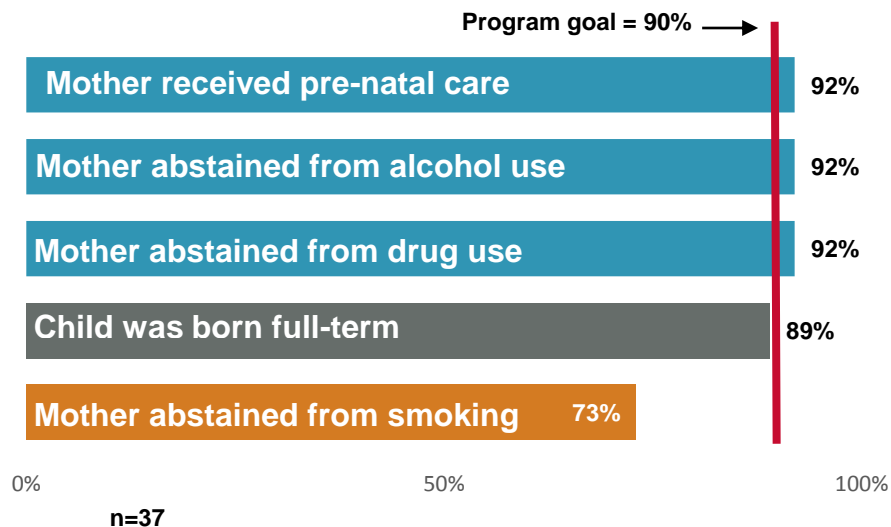 Program goal = 90%
Mother received pre-natal care 92%
Mother abstained from alcohol use 92%
Mother abstained from drug use 92%
Child was born full-term 89%
Mother abstained from smoking 73%
0% 50% 100%
n=37